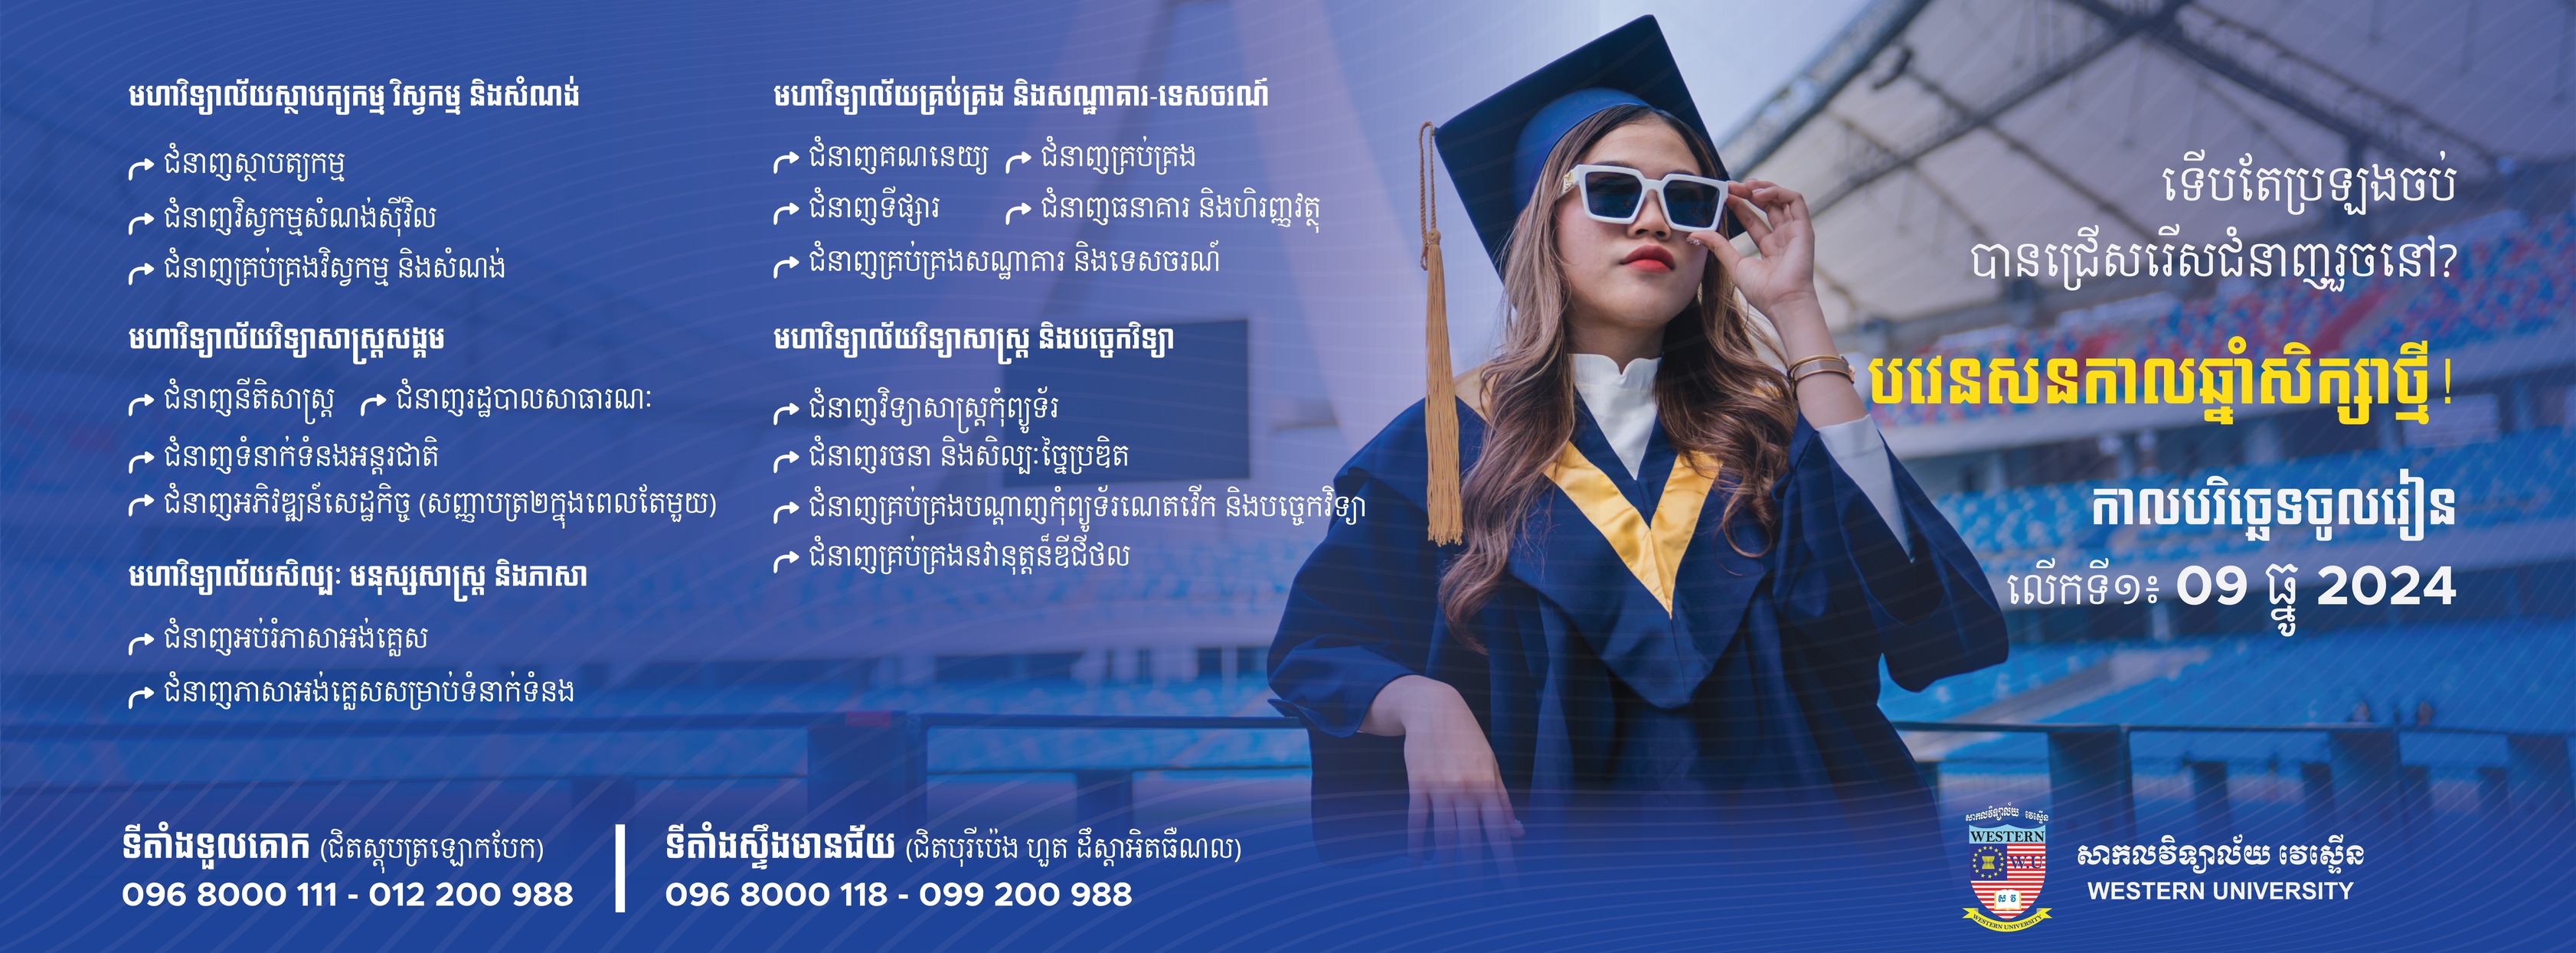 មហាវិទ្យាល័យស្ថាបត្យកម្ម វិស្វកម្ម និងសំណង់
ជំនាញស្ថាបត្យកម្ម
ជំនាញវិស្វកម្មសំណង់ស៊ីវិល
ជំនាញគ្រប់គ្រងវិស្វកម្ម និងសំណង់
មហាវិទ្យាល័យវិទ្យាសាស្ត្រសង្គម
ជំនាញនីតិសាស្ត្រ ជំនាញរដ្ឋបាលសាធារណៈ
ជំនាញទំនាក់ទំនងអន្តរជាតិ
ជំនាញអភិវឌ្ឍន៍សេដ្ឋកិច្ច (សញ្ញាបត្រ២ក្នុងពេលតែមួយ)
មហាវិទ្យាល័យសិល្បៈ មនុស្សសាស្ត្រ និងភាសា
ជំនាញអប់រំភាសាអង់គ្លេស
ជំនាញភាសាអង់គ្លេសសម្រាប់ទំនាក់ទំនង
មហាវិទ្យាល័យគ្រប់គ្រង និងសណ្ឋាគារ-ទេសចរណ៍
ជំនាញគណនេយ្យ ជំនាញគ្រប់គ្រង
ជំនាញទីផ្សារ ជំនាញធនាគារ និងហិរញ្ញវត្ថុ
ជំនាញគ្រប់គ្រងសណ្ឋាគារ និងទេសចរណ៍
មហាវិទ្យាល័យវិទ្យាសាស្ត្រ និងបច្ចេកវិទ្យា
ជំនាញវិទ្យាសាស្ត្រកុំព្យូទ័រ
ជំនាញរចនា និងសិល្បៈច្នៃប្រឌិត
ជំនាញគ្រប់គ្រងបណ្តាញកុំព្យូទ័រណេតវើក និងបច្ចេកវិទ្យា
ជំនាញគ្រប់គ្រងនវានុត្តន៏ឌីជីថល
ទើបតែប្រឡងចប់
បានជ្រើសរើសជំនាញរួចនៅ?
បវេសនកាលឆ្នាំសិក្សាថ្មី !
កាលបរិច្ឆេទចូលរៀន
លើកទី១៖ 09 ធ្នូ 2024
ទីតាំងទួលគោក (ជិតស្តុបត្រឡោកបែក)
096 8000 111 - 012 200 988
ទីតាំងស្ទឹងមានជ័យ (ជិតបុរីប៉េង ហួត ដឹស្តាអិតធឺណល)
096 8000 118 - 099 200 988
សាកលវិទ្យាល័យ វេស្ទើន
WESTERN
W.U
ស វ
WESTERN UNIVERSITY
សាកលវិទ្យាល័យ វេស្ទើន
WESTERN UNIVERSITY